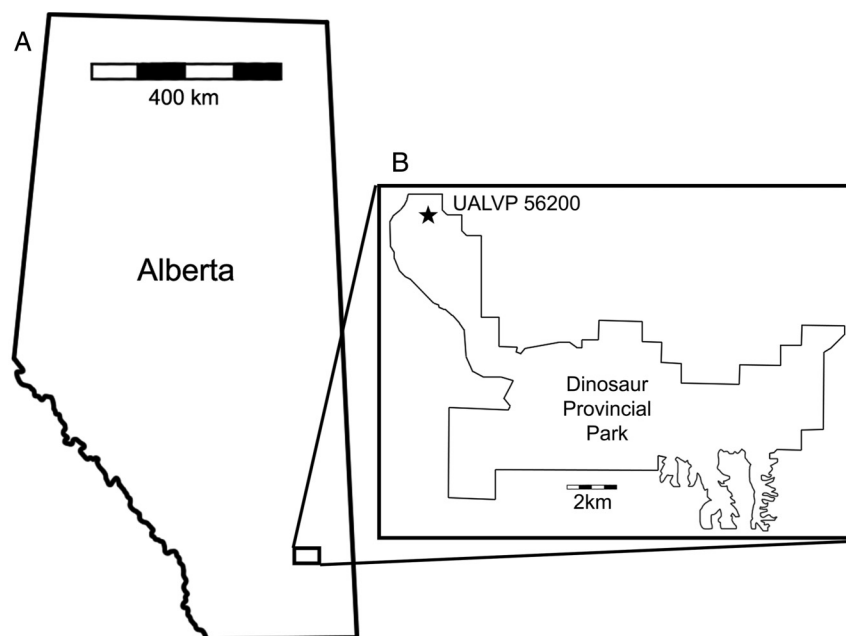 A
400 km
Alberta
B
UALVP 56200
Dinosaur
Provincial
Park
2km